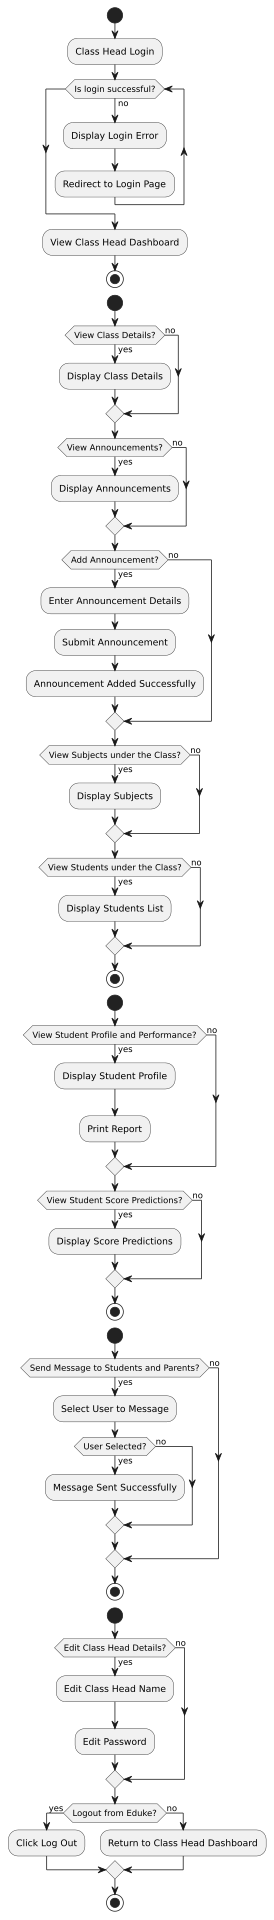 Class Head Login
Is login successful?
no
Display Login Error
Redirect to Login Page
View Class Head Dashboard
View Class Details?
no
yes
Display Class Details
View Announcements?
no
yes
Display Announcements
Add Announcement?
no
yes
Enter Announcement Details
Submit Announcement
Announcement Added Successfully
View Subjects under the Class?
no
yes
Display Subjects
View Students under the Class?
no
yes
Display Students List
View Student Profile and Performance?
no
yes
Display Student Profile
Print Report
View Student Score Predictions?
no
yes
Display Score Predictions
Send Message to Students and Parents?
no
yes
Select User to Message
User Selected?
no
yes
Message Sent Successfully
Edit Class Head Details?
no
yes
Edit Class Head Name
Edit Password
yes
Logout from Eduke?
no
Click Log Out
Return to Class Head Dashboard